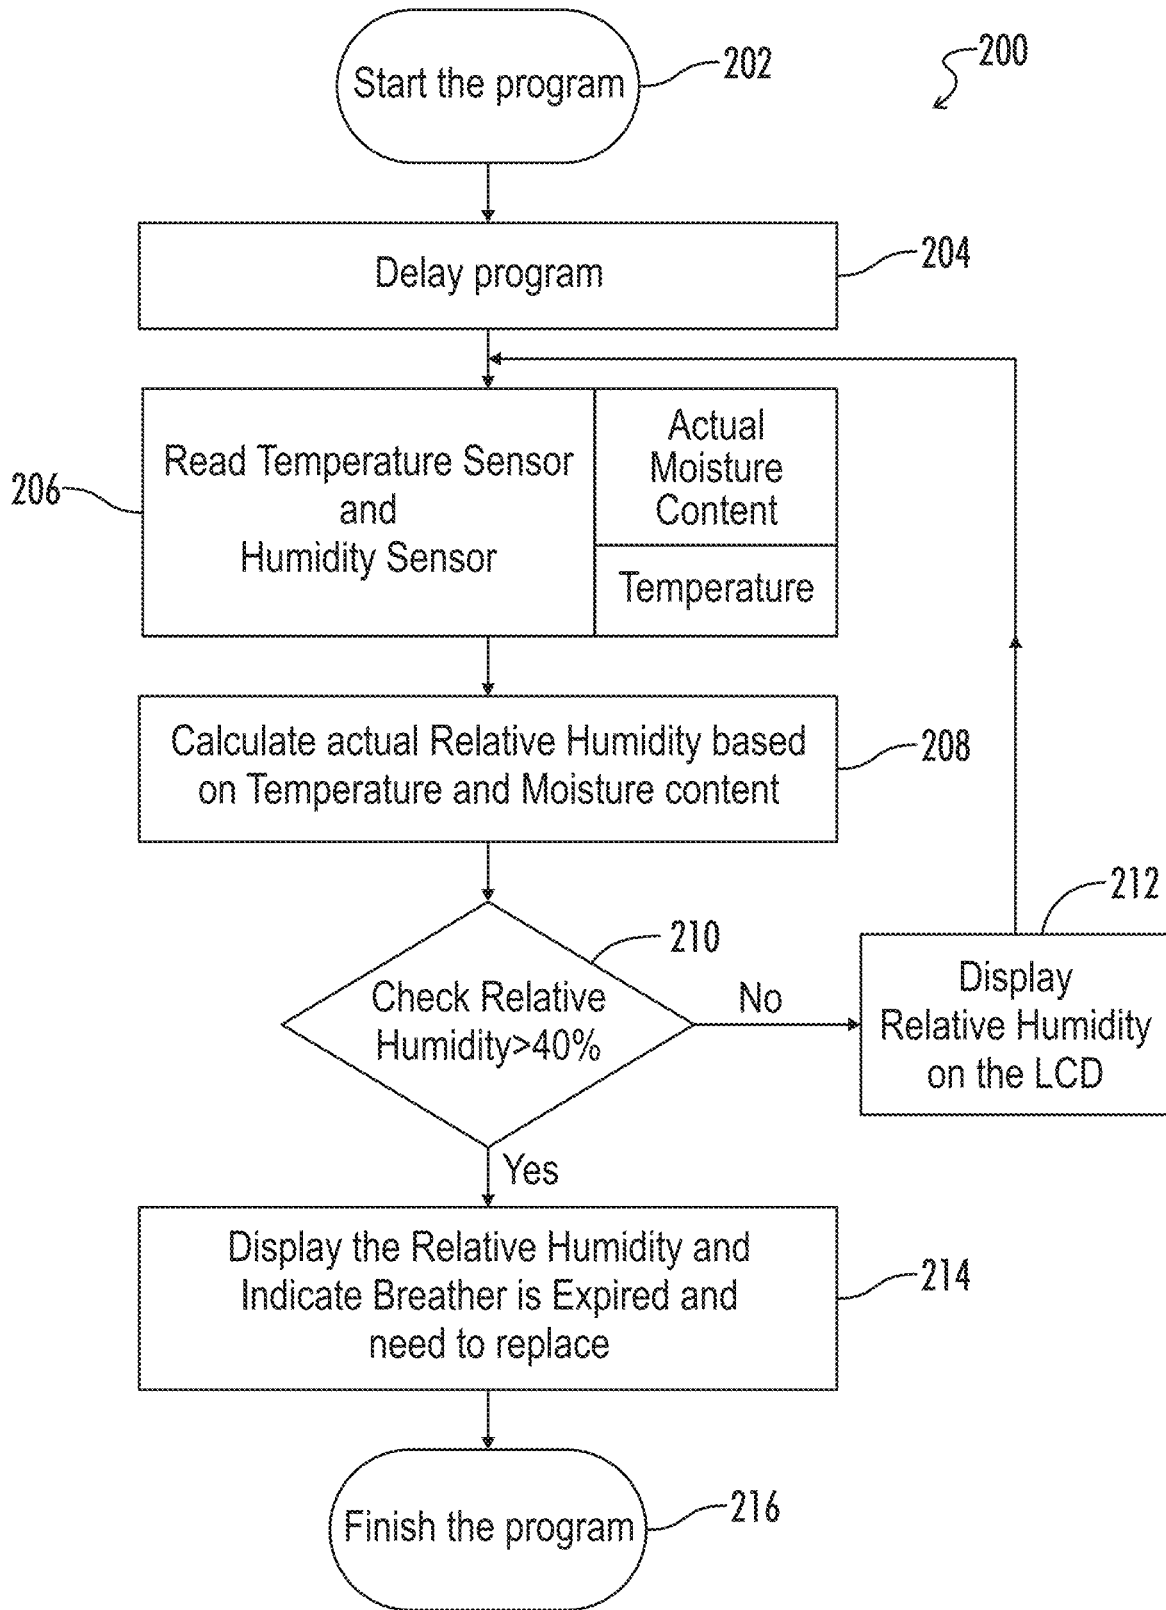 200
Start the program
202
Delay program
204
206
Read Temperature Sensor
and
Humidity Sensor
Actual
Moisture
Content
Temperature
Calculate actual Relative Humidity based
on Temperature and Moisture content
208
210
Check Relative
Humidity>40%
No
212
Display
Relative Humidity
on the LCD
Yes
Display the Relative Humidity and
Indicate Breather is Expired and
need to replace
214
Finish the program
216